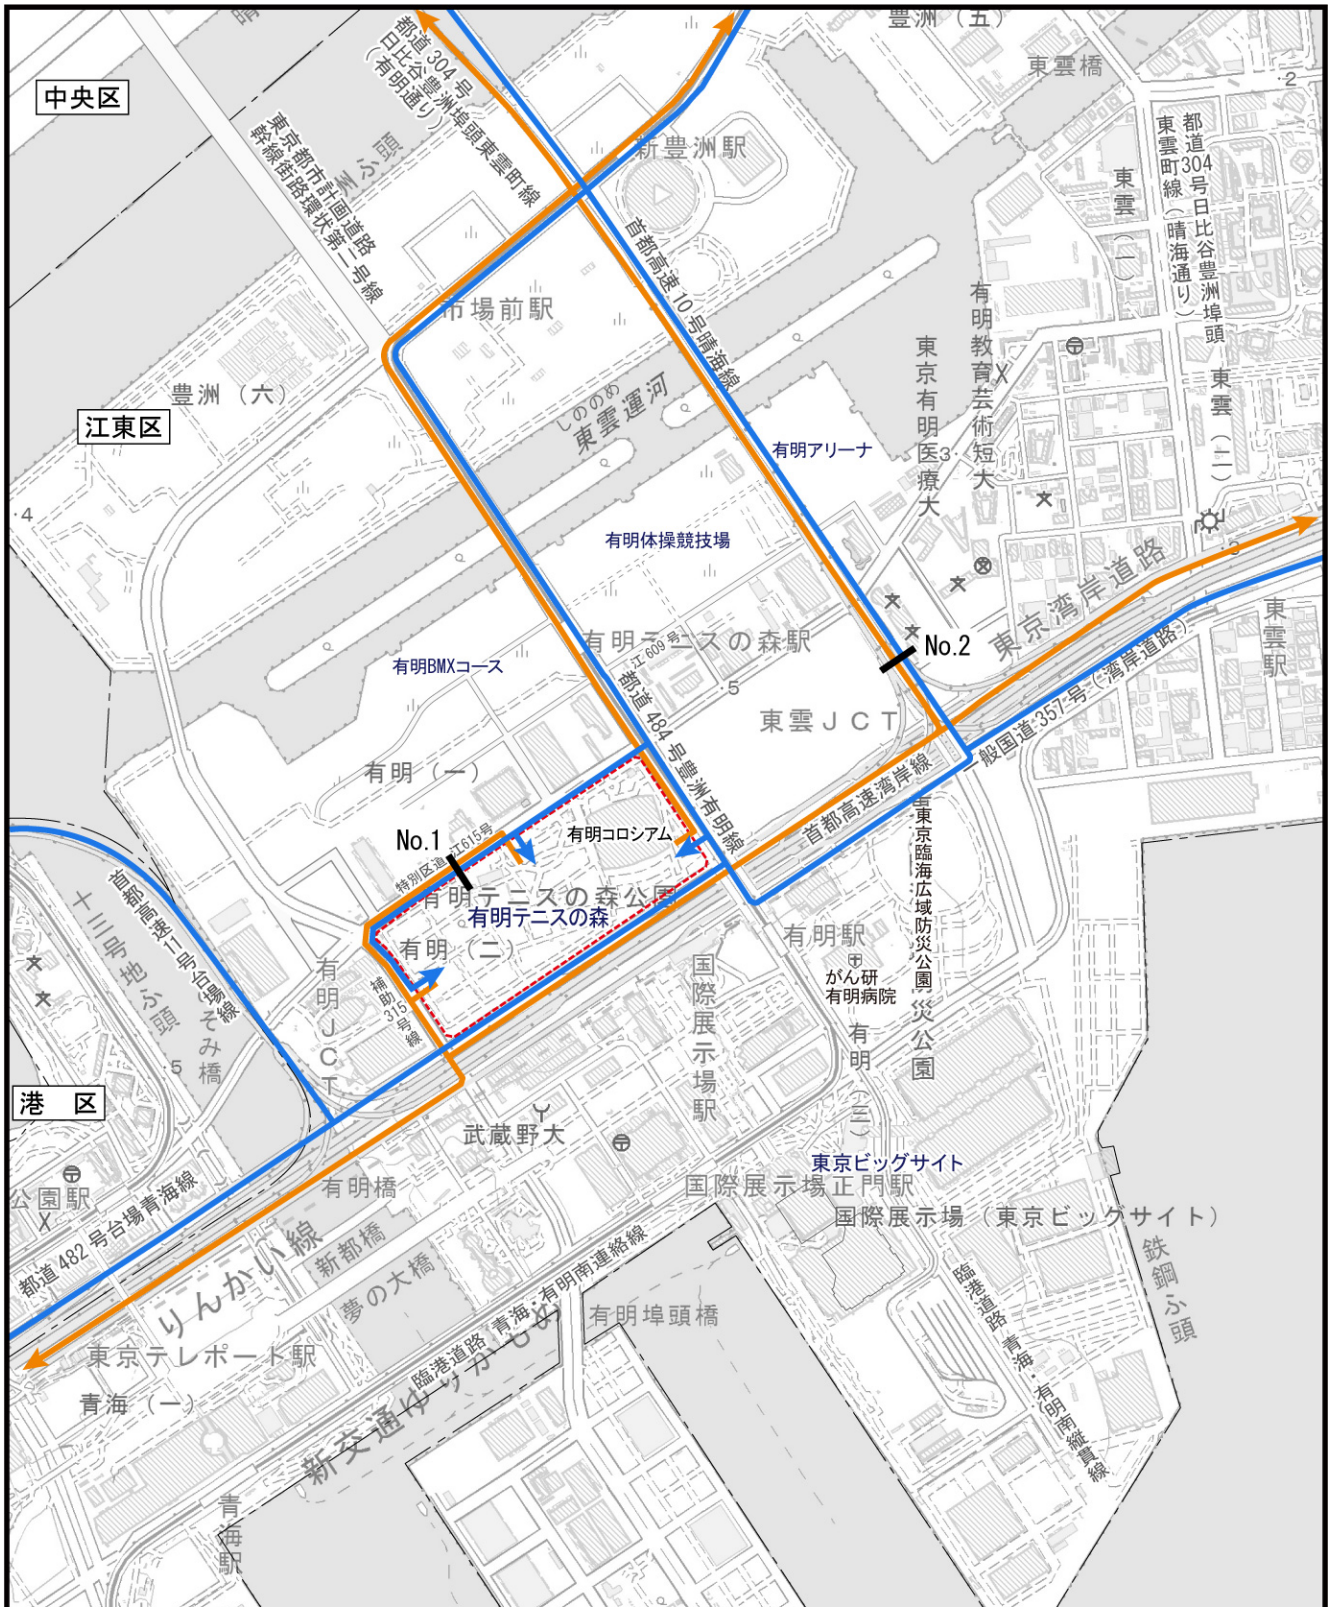 豊洲（五）
東雲橋
・2
中央区
都道 304 号
日比谷豊洲埠頭東雲町線
（有明通り）
州ふ頭
東京都市計画道路
幹線街路環状第二号線
新豊洲駅
首都高速 10 号晴海線
都道304号日比谷豊洲埠頭
東雲町線（晴海通り）
東雲（一）
市場前駅
有明教育芸術短大
東京有明医療大
豊洲（六）
しののめ
東雲運河
東雲（二）
江東区
有明アリーナ
3・
・4
有明体操競技場
・3
東京湾岸道路
有明テニスの森駅
江 609 号
No.2
東雲駅
有明BMXコース
都道 484 号豊洲有明線
・5
東雲ＪＣＴ
一般国道 357 号（湾岸道路）
有明（一）
首都高速湾岸線
No.1
特別区道 江615号
有明コロシアム
東京臨海広域防災公園
首都高速11号台場線
十三号地ふ頭
有明テニスの森公園
有明テニスの森
有明（二）
有明駅
がん研
有明病院
国際展示場駅
有明ＪＣＴ
補助 315 号線
そみ橋
災公園
有明（三）
・5
港　区
武蔵野大
東京ビッグサイト
国際展示場正門駅
国際展示場（東京ビッグサイト）
公園駅
有明橋
都道 482 号台場青海線
りんかい線
新都橋
夢の大橋
鉄鋼ふ頭
臨港道路 青海・有明南連絡線
有明埠頭橋
臨港道路 青海・有明南縦貫線
東京テレポート駅
青海（一）
新交通ゆりかもめ
青海駅